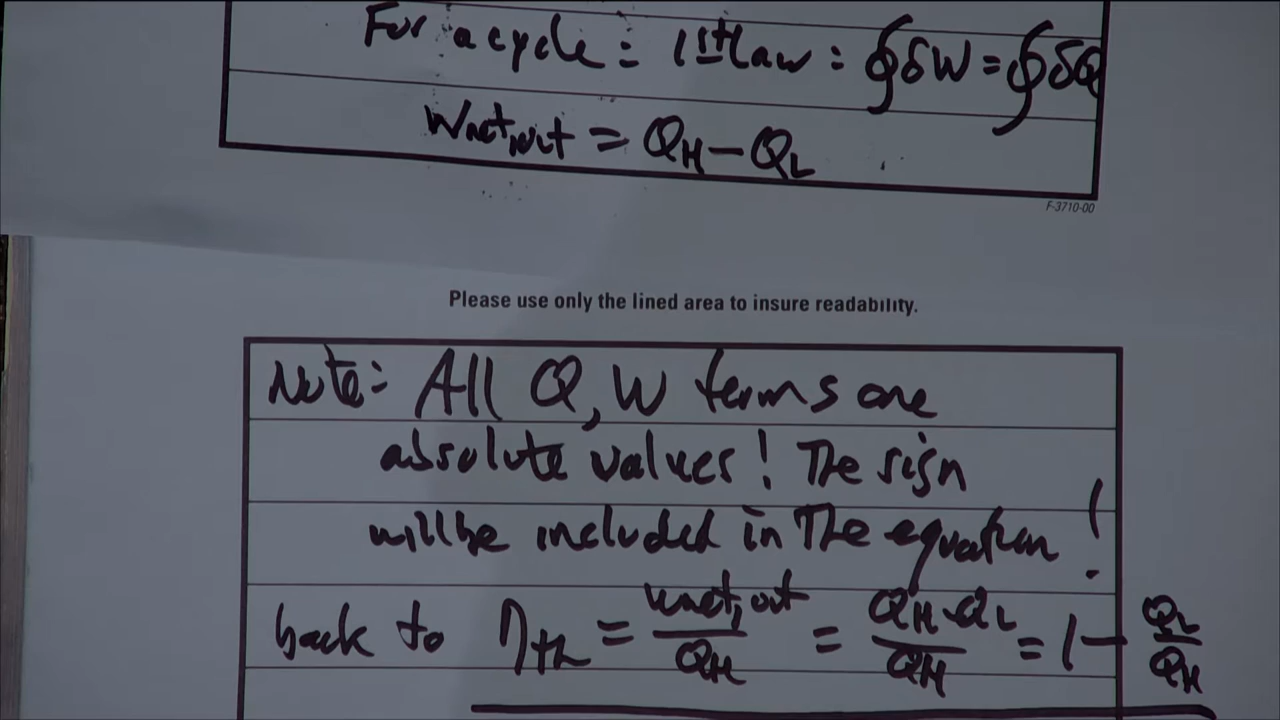 For a cycle : 1st Law : ∮δW = ∮δQ
Wnet,out = QH − QL
F-3710-00
Please use only the lined area to insure readability.
Note: All Q, W terms are
absolute values! The sign
will be included in the equation!
back to ηth = Wnet,out / QH = (QH − QL) / QH = 1 − QL / QH